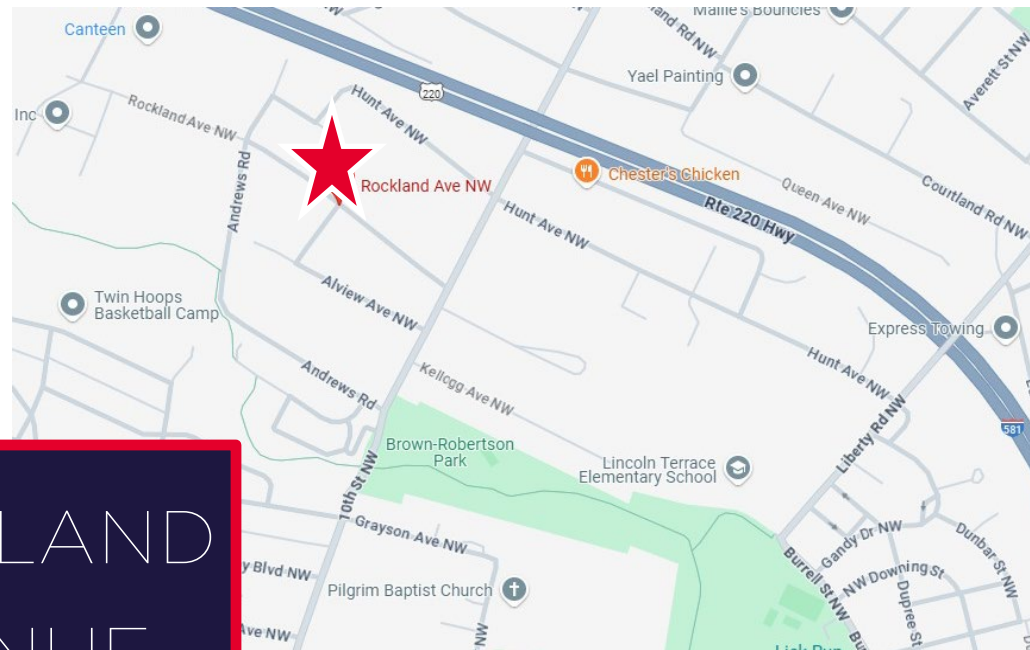 Mallie's Bouncies
Canteen
Yael Painting
Averett St NW
220
Hunt Ave NW
Inc
Rockland Ave NW
Chester's Chicken
Rockland Ave NW
Queen Ave NW
Courtland Rd NW
Andrews Rd
Rte 220 Hwy
Hunt Ave NW
Twin Hoops
Basketball Camp
Alview Ave NW
Express Towing
Hunt Ave NW
Andrews Rd
Kellogg Ave NW
Liberty Rd NW
581
Brown-Robertson
Park
Lincoln Terrace
Elementary School
10th St NW
Grayson Ave NW
Gandy Dr NW
Dunbar St NW
LAND
y Blvd NW
Pilgrim Baptist Church
Burrell St NW
NW Downing St
Dupree St
Ave NW
NW